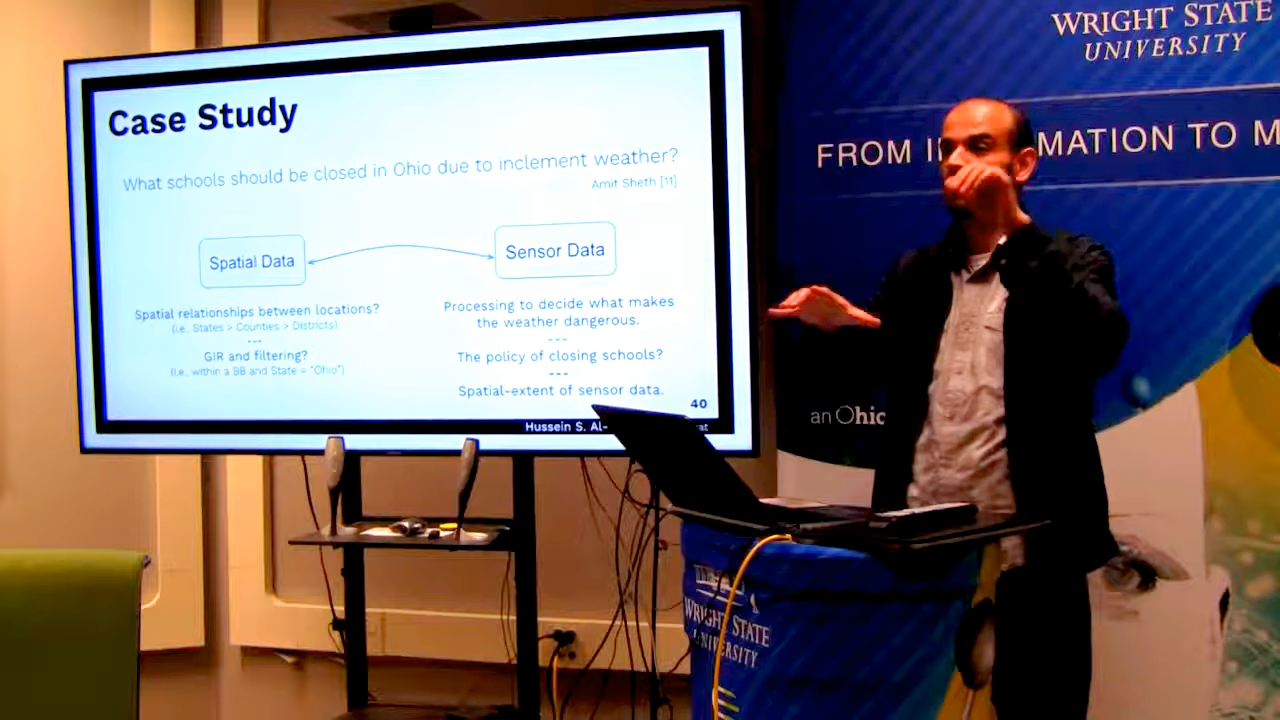 Case Study
What schools should be closed in Ohio due to inclement weather?
Amit Sheth [11]
Spatial Data
Sensor Data
Spatial relationships between locations?
(i.e., States > Counties > Districts).
---
GIR and filtering?
(i.e., within a BB and State = "Ohio")
Processing to decide what makes
the weather dangerous.
---
The policy of closing schools?
---
Spatial-extent of sensor data.
40
Hussein S. Al-
WRIGHT STATE
UNIVERSITY
FROM IN MATION TO M
an Ohio
WRIGHT STATE
UNIVERSITY